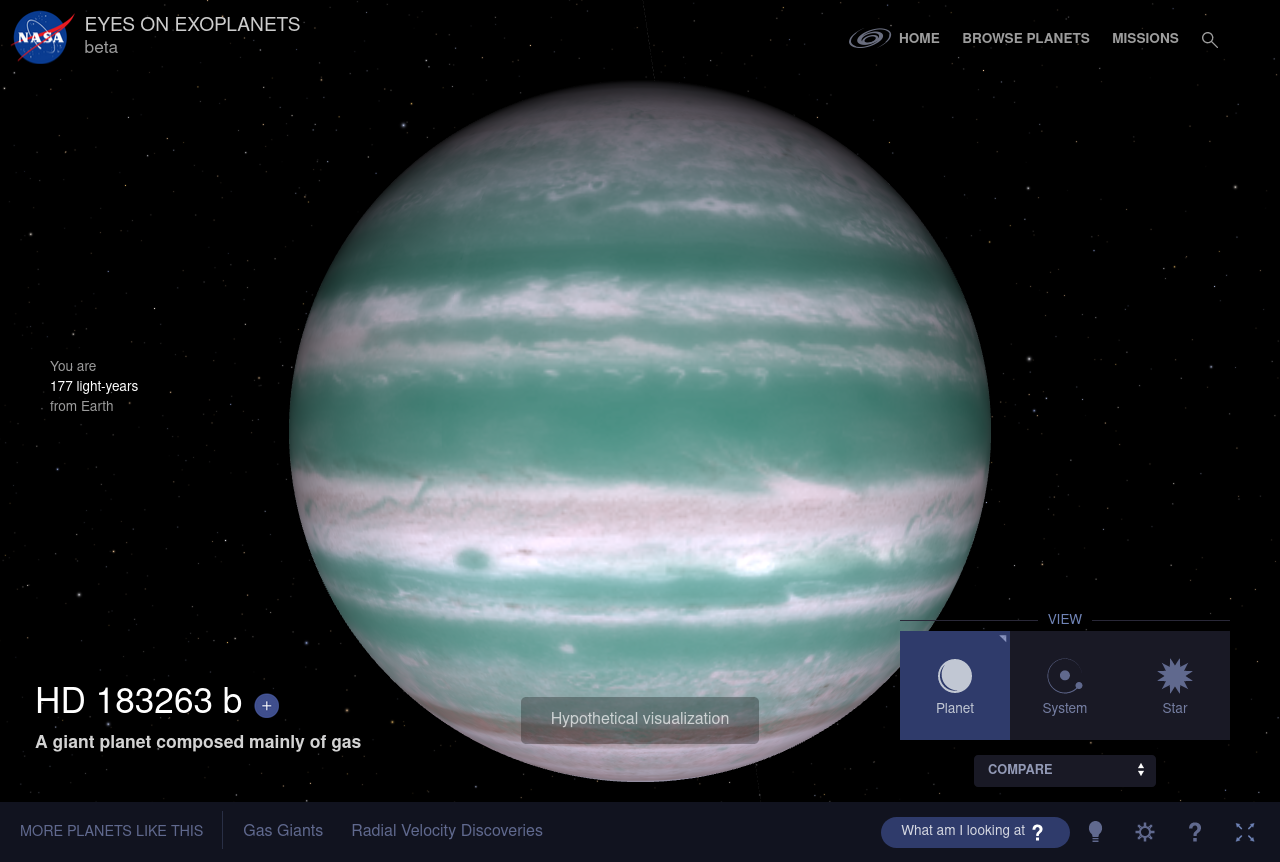 NASA
EYES ON EXOPLANETS
beta
HOME
BROWSE PLANETS
MISSIONS
You are
177 light-years
from Earth
VIEW
Planet
System
Star
HD 183263 b +
A giant planet composed mainly of gas
Hypothetical visualization
COMPARE
MORE PLANETS LIKE THIS
Gas Giants
Radial Velocity Discoveries
What am I looking at ?
?